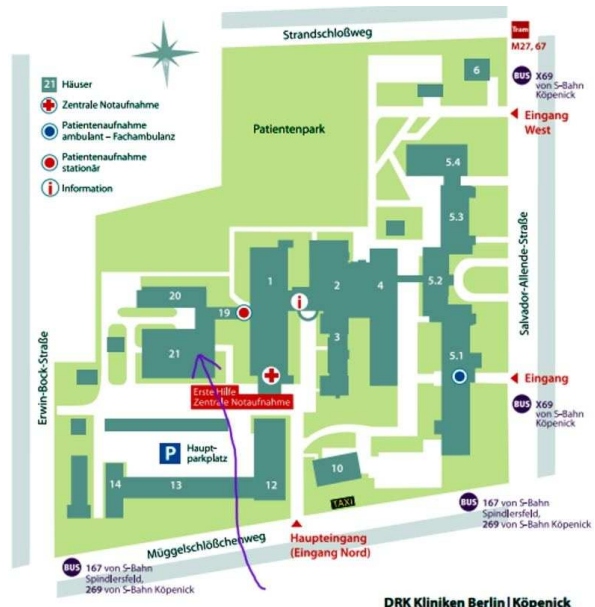 Strandschloßweg
Tram
M27, 67
BUS X69
von S-Bahn
Köpenick
6
21 Häuser
Zentrale Notaufnahme
Patientenaufnahme
ambulant – Fachambulanz
Patientenaufnahme
stationär
i Information
Patientenpark
Eingang
West
5.4
5.3
Salvador-Allende-Straße
1
2
4
5.2
20
i
19
3
21
5.1
Erwin-Bock-Straße
Eingang
Erste Hilfe
Zentrale Notaufnahme
BUS X69
von S-Bahn
Köpenick
P Haupt-
parkplatz
10
14
13
12
TAXI
BUS 167 von S-Bahn
Spindlersfeld,
269 von S-Bahn Köpenick
Haupteingang
(Eingang Nord)
Müggelschlößchenweg
BUS 167 von S-Bahn
Spindlersfeld,
269 von S-Bahn Köpenick
DRK Kliniken Berlin | Köpenick